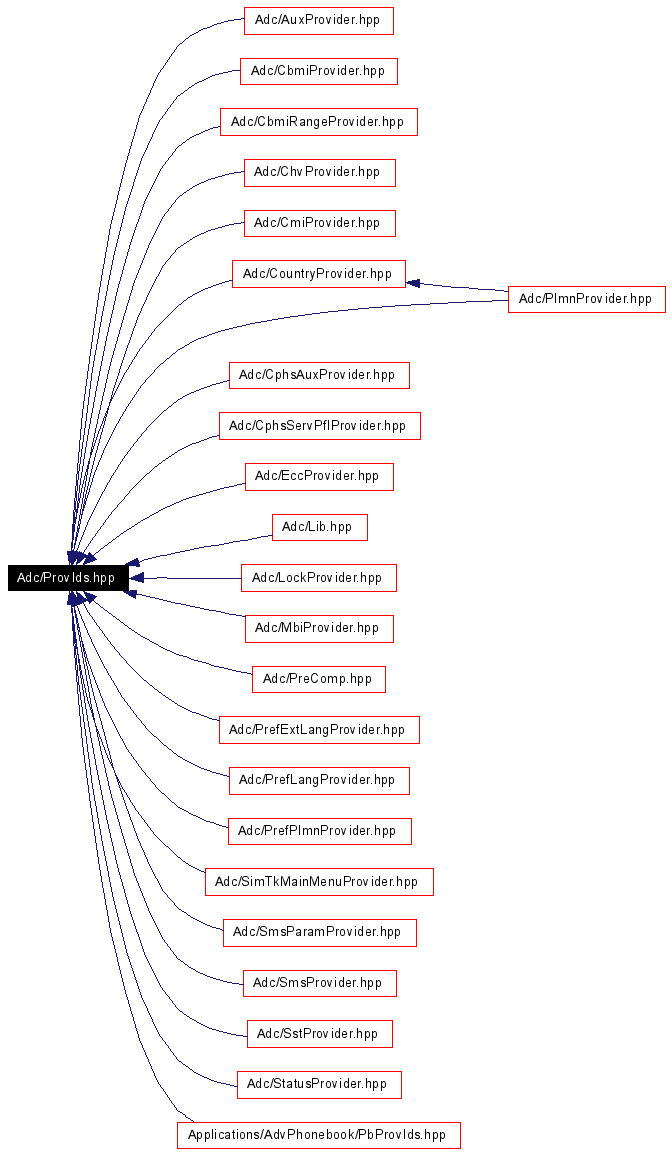 Adc/AuxProvider.hpp
Adc/CbmiProvider.hpp
Adc/CbmiRangeProvider.hpp
Adc/ChvProvider.hpp
Adc/CmiProvider.hpp
Adc/CountryProvider.hpp
Adc/PlmnProvider.hpp
Adc/CphsAuxProvider.hpp
Adc/CphsServPflProvider.hpp
Adc/EccProvider.hpp
Adc/Lib.hpp
Adc/ProvIds.hpp
Adc/LockProvider.hpp
Adc/MbiProvider.hpp
Adc/PreComp.hpp
Adc/PrefExtLangProvider.hpp
Adc/PrefLangProvider.hpp
Adc/PrefPlmnProvider.hpp
Adc/SimTkMainMenuProvider.hpp
Adc/SmsParamProvider.hpp
Adc/SmsProvider.hpp
Adc/SstProvider.hpp
Adc/StatusProvider.hpp
Applications/AdvPhonebook/PbProvIds.hpp